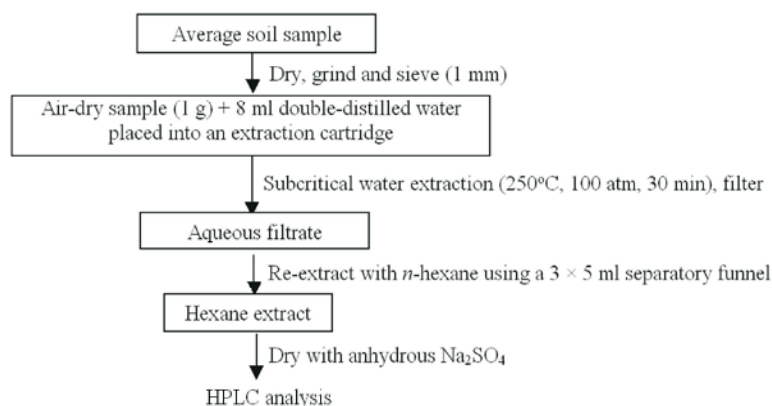 Average soil sample
Dry, grind and sieve (1 mm)
Air-dry sample (1 g) + 8 ml double-distilled water
placed into an extraction cartridge
Subcritical water extraction (250°C, 100 atm, 30 min), filter
Aqueous filtrate
Re-extract with n-hexane using a 3 × 5 ml separatory funnel
Hexane extract
Dry with anhydrous Na₂SO₄
HPLC analysis